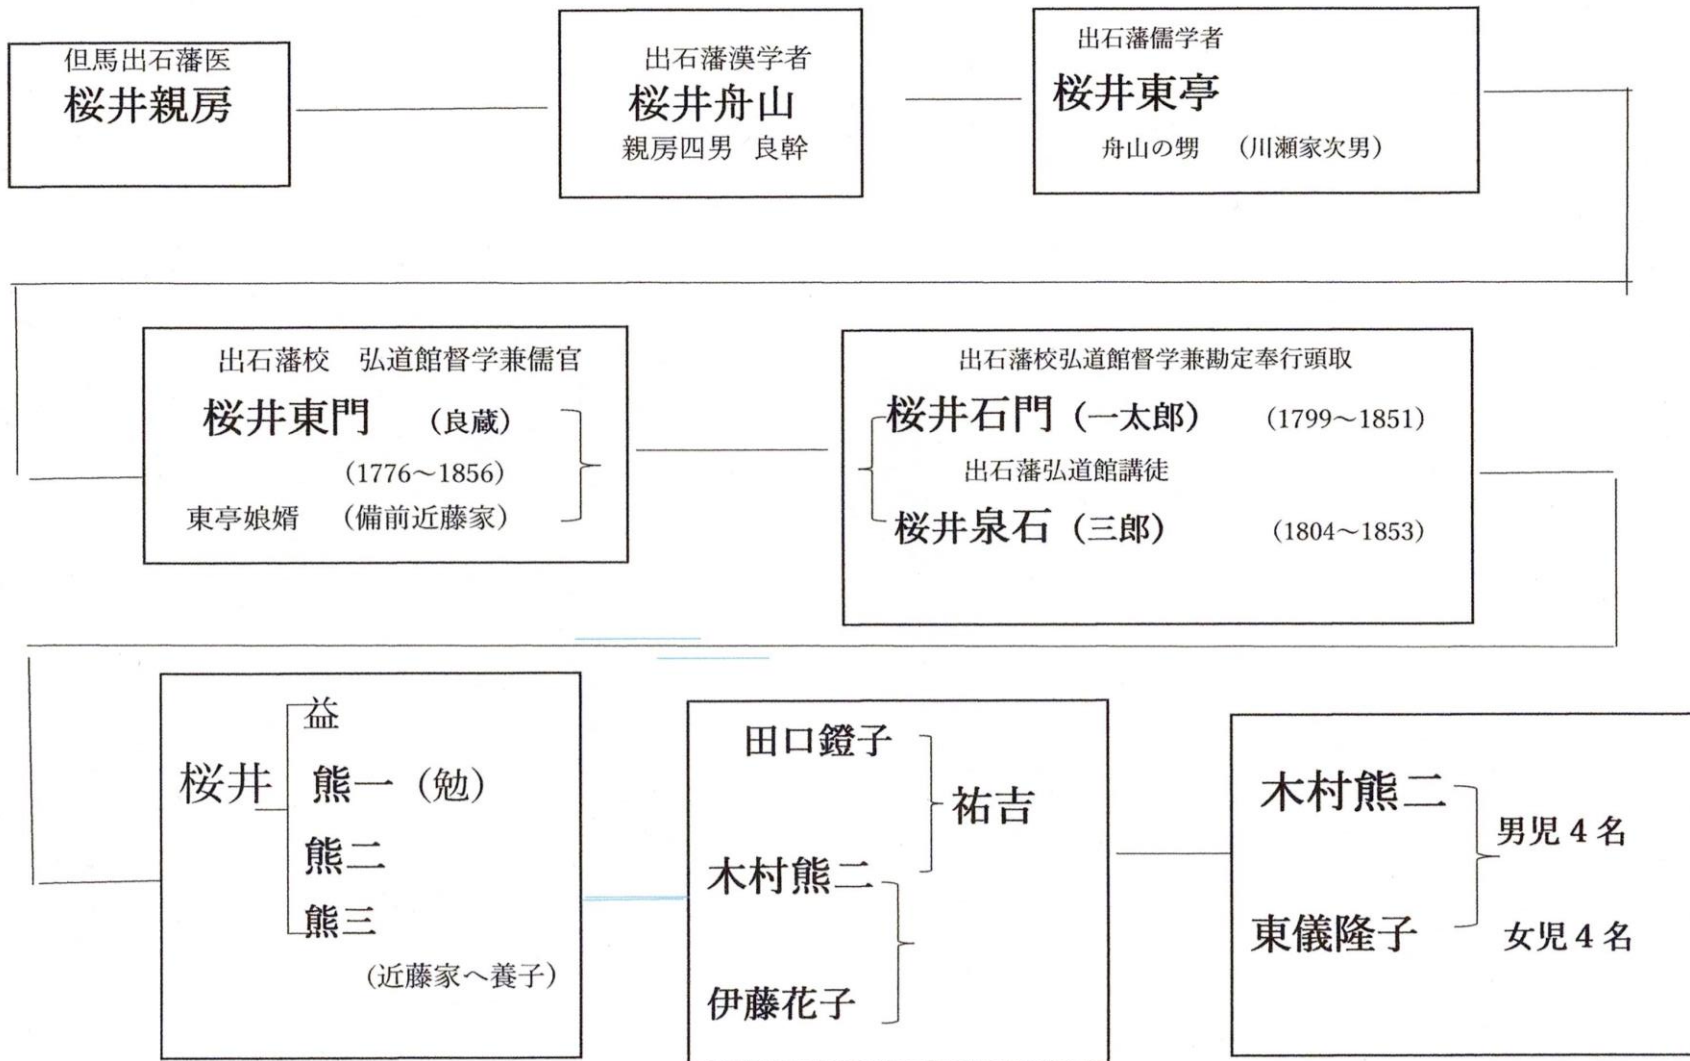 但馬出石藩医
桜井親房
出石藩漢学者
桜井舟山
親房四男 良幹
出石藩儒学者
桜井東亭
舟山の甥 （川瀬家次男）
出石藩校 弘道館督学兼儒官
桜井東門 （良蔵）
（1776～1856）
東亭娘婿 （備前近藤家）
出石藩校弘道館督学兼勘定奉行頭取
桜井石門（一太郎） （1799～1851）
出石藩弘道館講徒
桜井泉石（三郎） （1804～1853）
桜井
益
熊一（勉）
熊二
熊三
（近藤家へ養子）
田口鐙子
祐吉
木村熊二
伊藤花子
木村熊二
男児４名
東儀隆子
女児４名